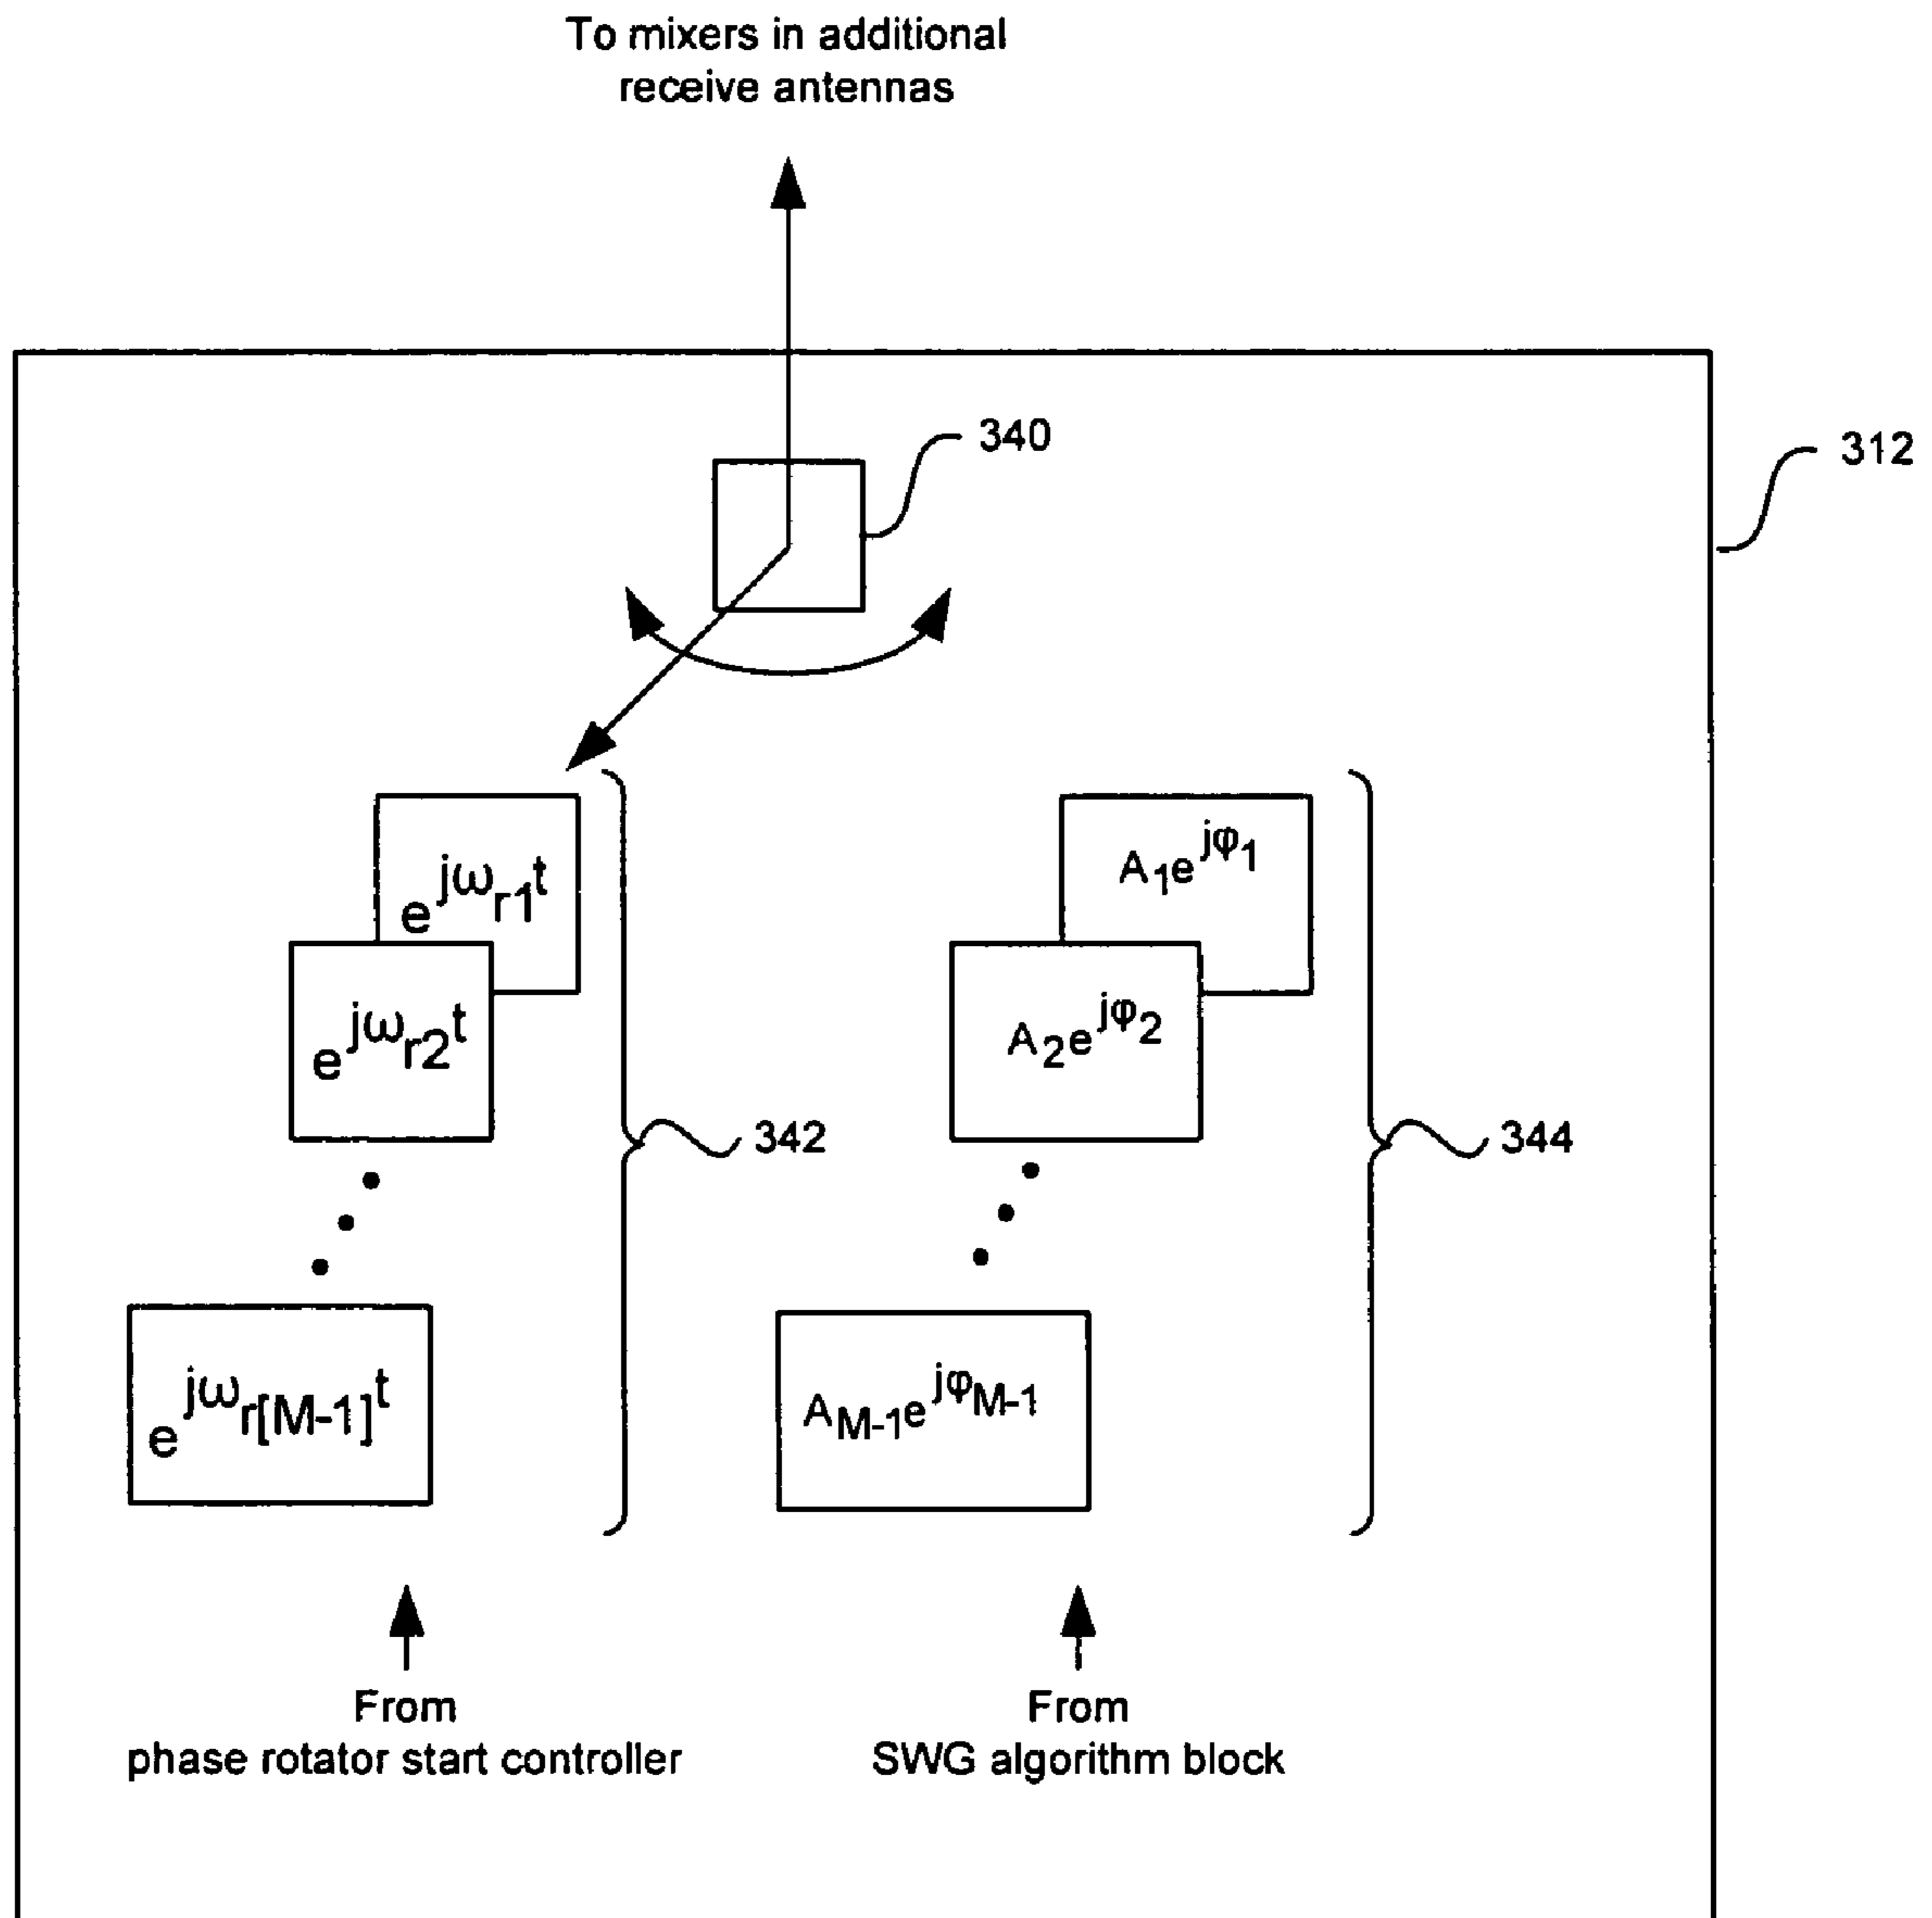 To mixers in additional
receive antennas
340
312
e^{jω_{r1}t}
A_1e^{jφ_1}
e^{jω_{r2}t}
A_2e^{jφ_2}
342
344
e^{jω_{r[M-1]}t}
A_{M-1}e^{jφ_{M-1}}
From
phase rotator start controller
From
SWG algorithm block